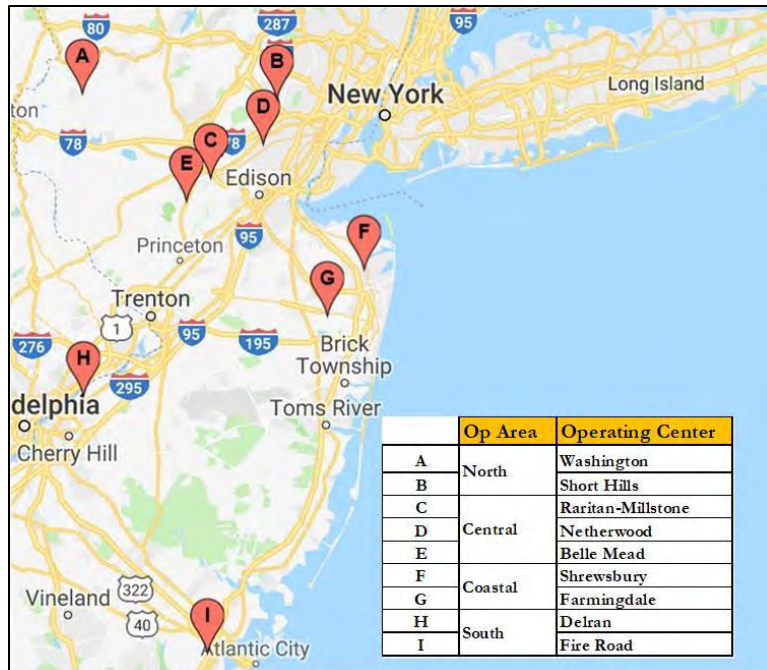 80
287
95
A
B
New York
Long Island
ton
D
78
C
78
E
Edison
F
95
Princeton
G
Trenton
1
95
195
276
H
Brick
Township
295
delphia
Toms River
Cherry Hill
Op Area Operating Center
A North Washington
B Short Hills
C Central Raritan-Millstone
D Netherwood
E Belle Mead
F Coastal Shrewsbury
G Farmingdale
H South Delran
I Fire Road
322
Vineland
40
I
Atlantic City